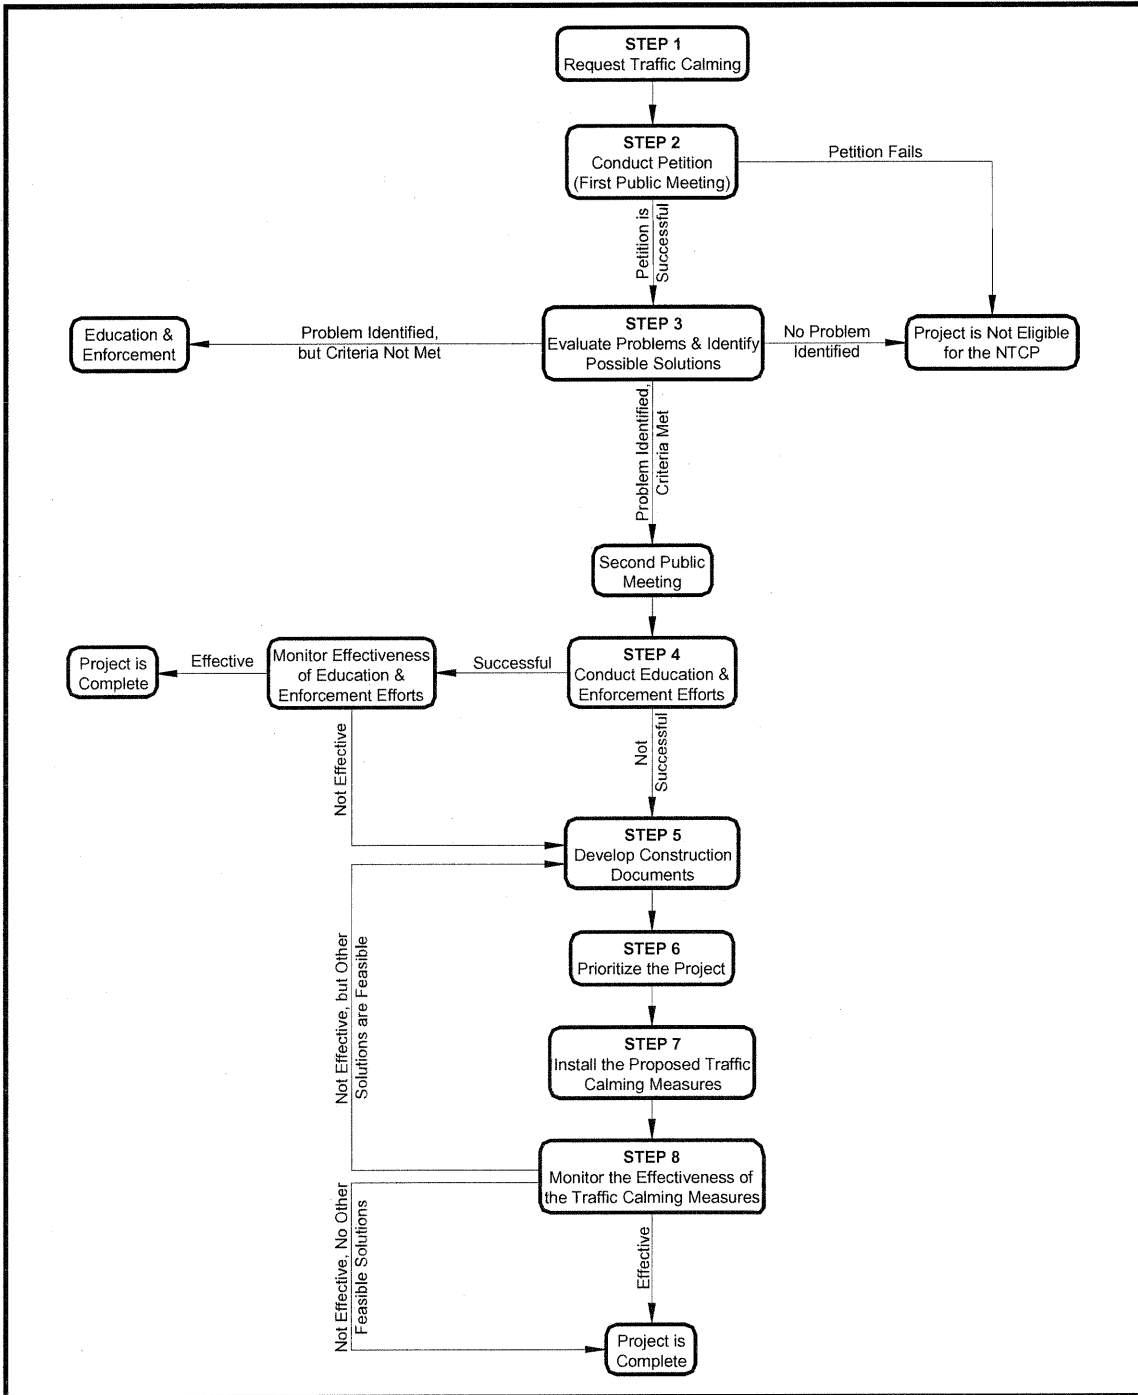 STEP 1
Request Traffic Calming
STEP 2
Conduct Petition
(First Public Meeting)
Petition Fails
Petition is
Successful
STEP 3
Evaluate Problems & Identify
Possible Solutions
Problem Identified,
but Criteria Not Met
Education &
Enforcement
No Problem
Identified
Project is Not Eligible
for the NTCP
Problem Identified,
Criteria Met
Second Public
Meeting
STEP 4
Conduct Education &
Enforcement Efforts
Successful
Monitor Effectiveness
of Education &
Enforcement Efforts
Effective
Project is
Complete
Not Effective
Not
Successful
STEP 5
Develop Construction
Documents
STEP 6
Prioritize the Project
STEP 7
Install the Proposed Traffic
Calming Measures
STEP 8
Monitor the Effectiveness of
the Traffic Calming Measures
Not Effective, but Other
Solutions are Feasible
Not Effective, No Other
Feasible Solutions
Effective
Project is
Complete